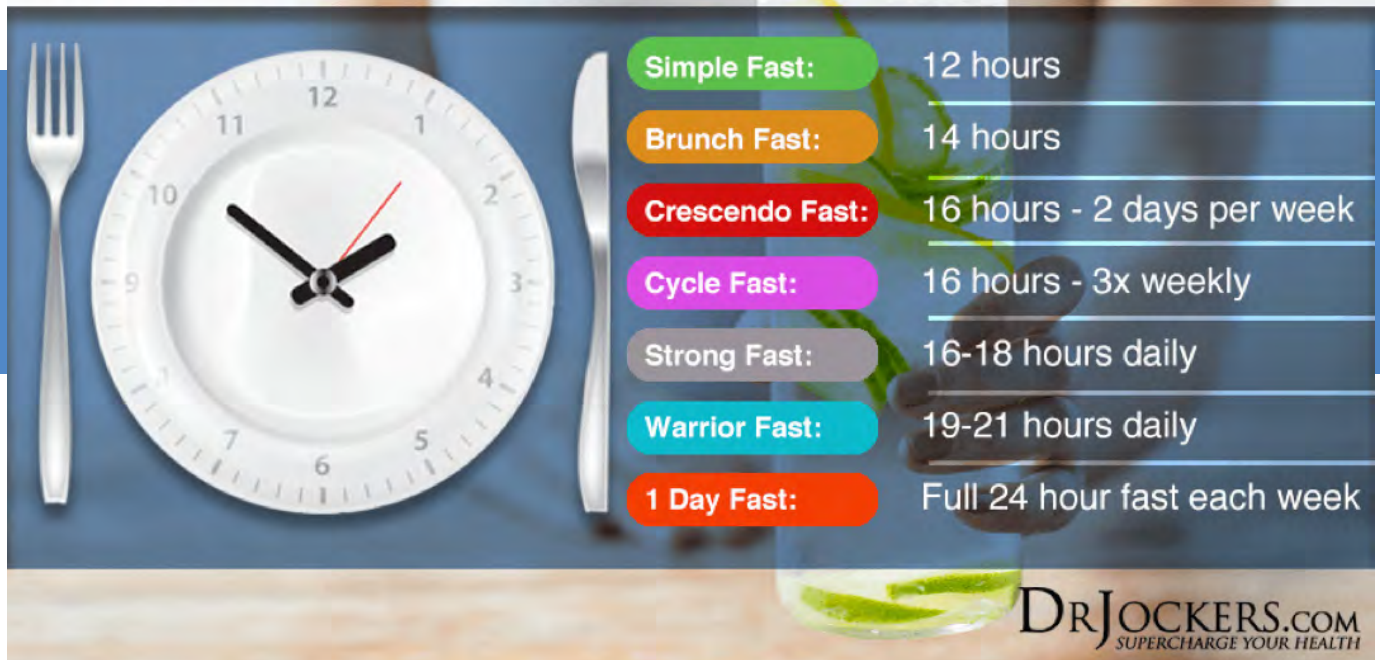 12
11
1
10
2
9
3
4
7
5
6
Simple Fast: 12 hours
Brunch Fast: 14 hours
Crescendo Fast: 16 hours - 2 days per week
Cycle Fast: 16 hours - 3x weekly
Strong Fast: 16-18 hours daily
Warrior Fast: 19-21 hours daily
1 Day Fast: Full 24 hour fast each week
DRJOCKERS.COM
SUPERCHARGE YOUR HEALTH